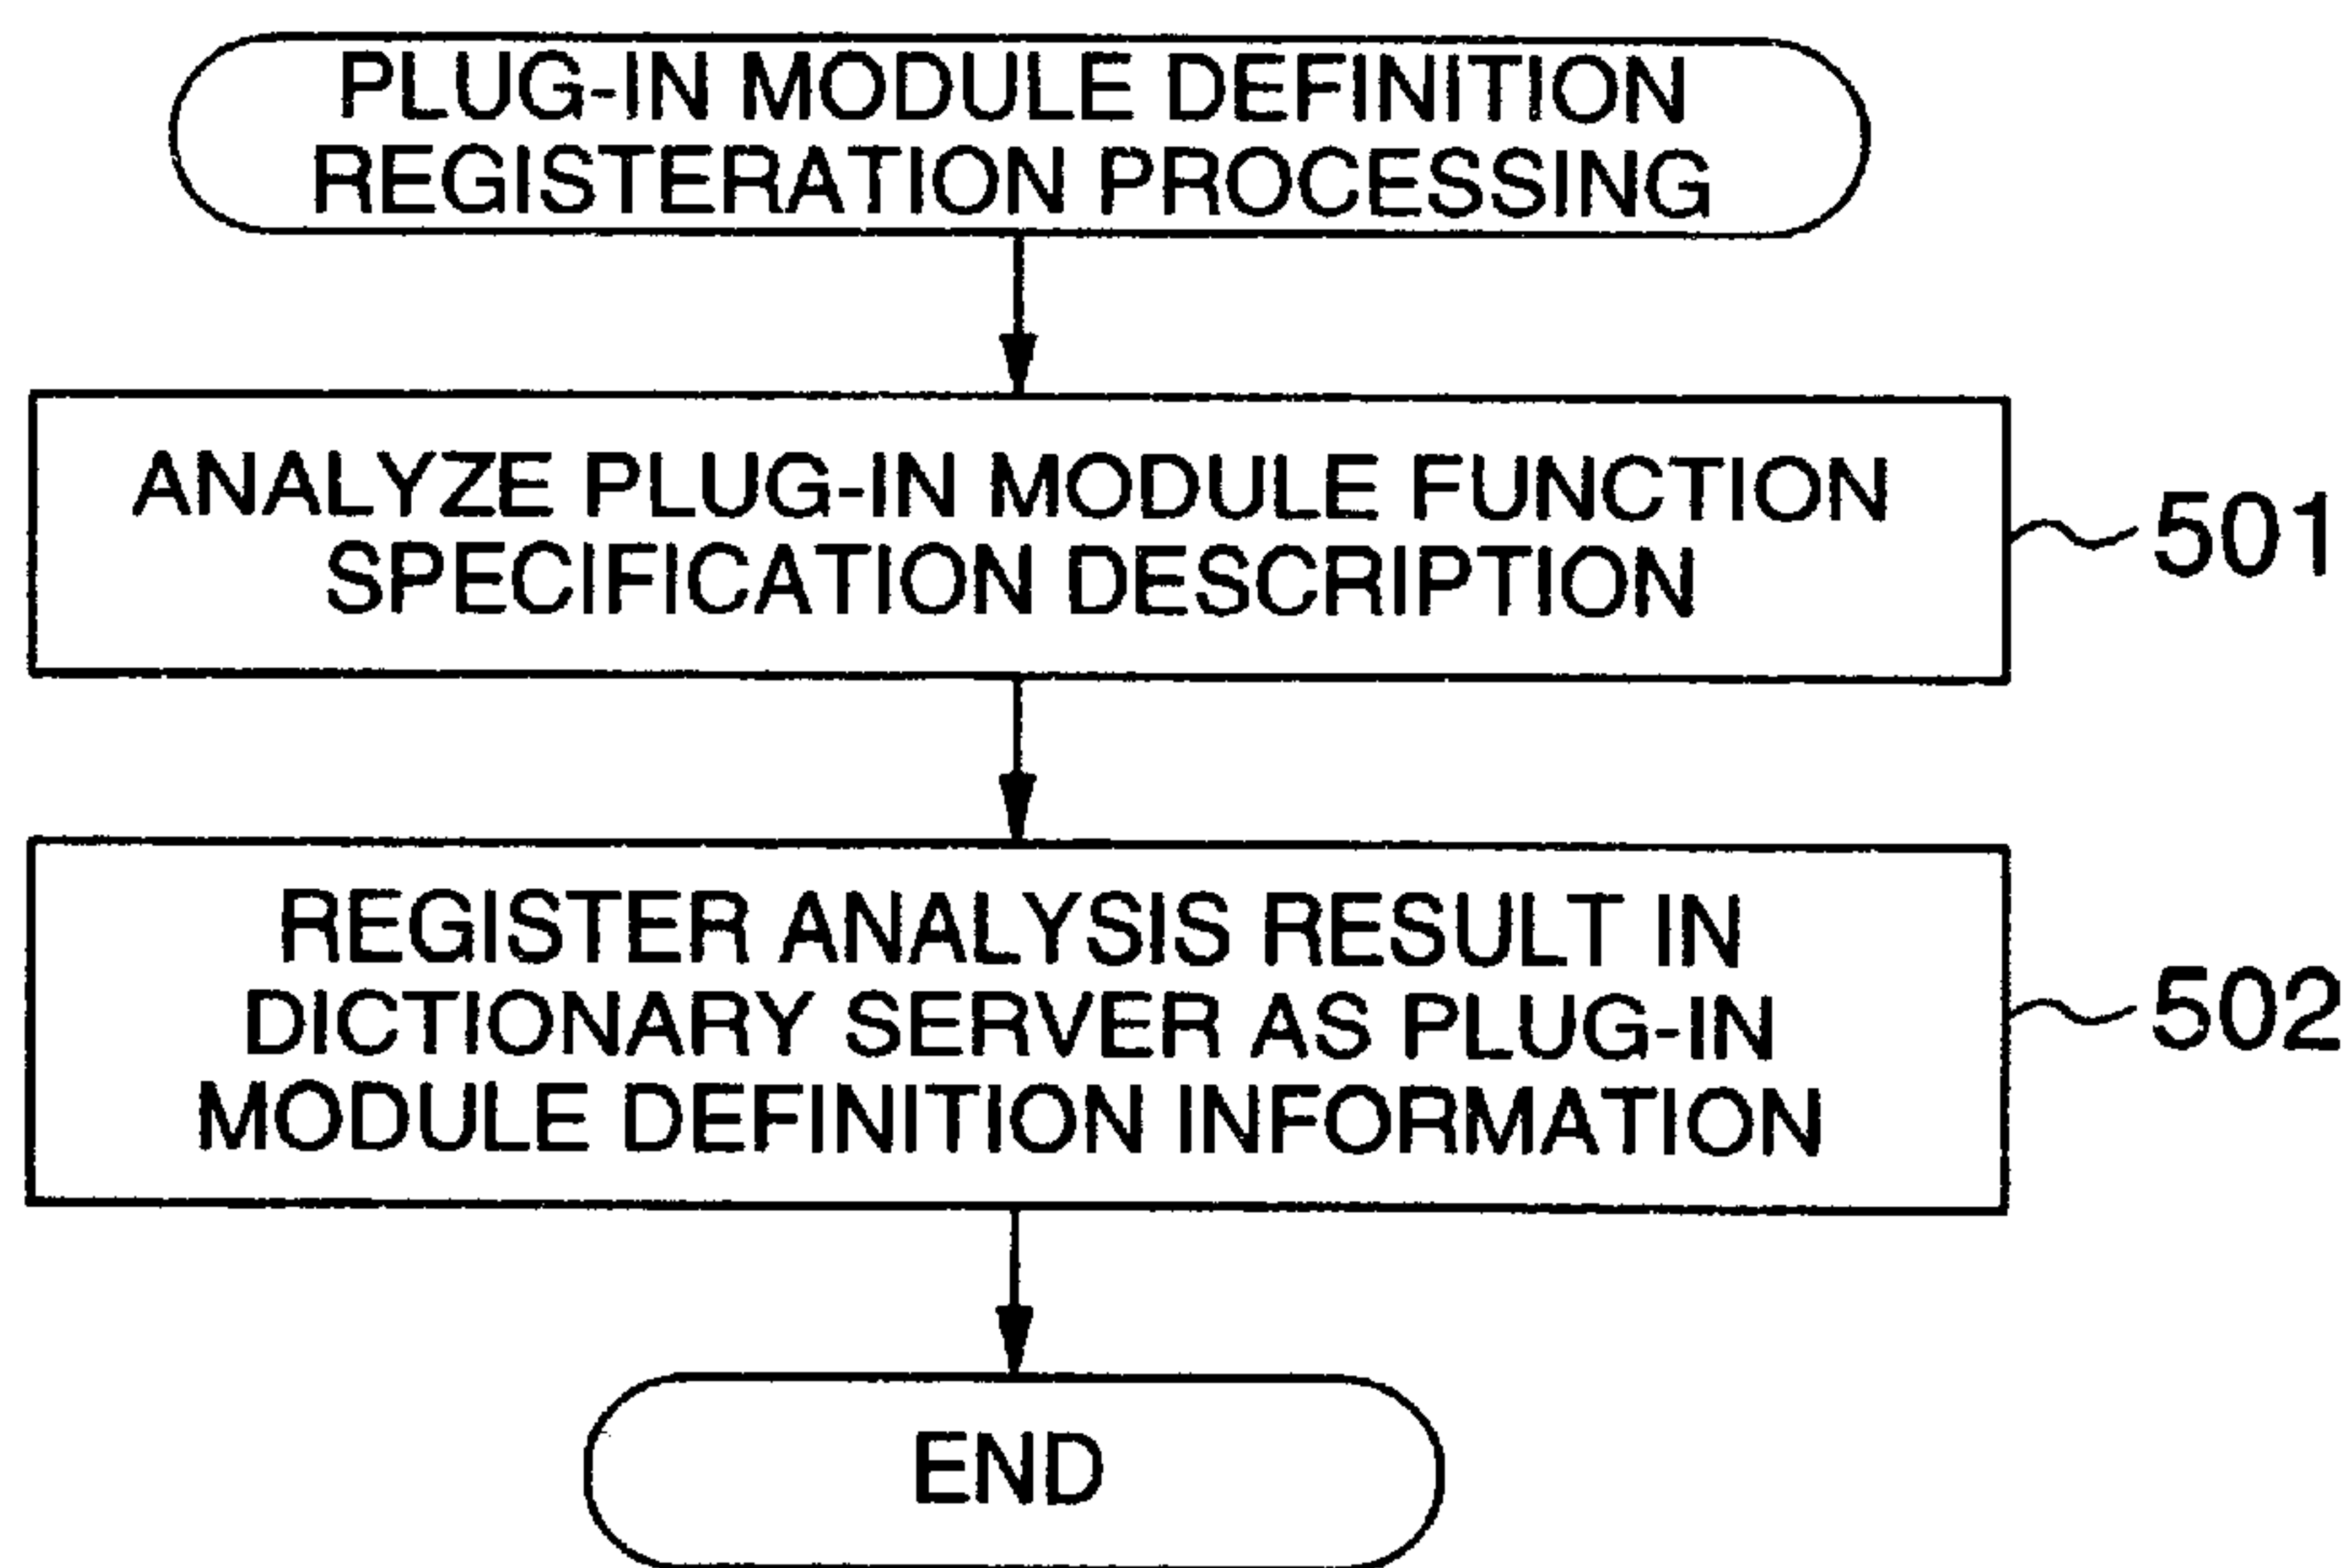 PLUG-IN MODULE DEFINITION
REGISTERATION PROCESSING
ANALYZE PLUG-IN MODULE FUNCTION
SPECIFICATION DESCRIPTION
501
REGISTER ANALYSIS RESULT IN
DICTIONARY SERVER AS PLUG-IN
MODULE DEFINITION INFORMATION
502
END